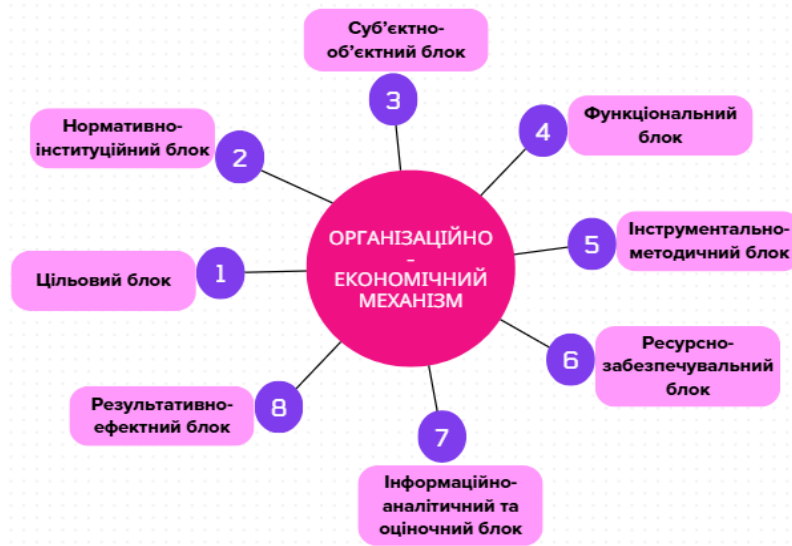 ОРГАНІЗАЦІЙНО
-
ЕКОНОМІЧНИЙ
МЕХАНІЗМ
1
Цільовий блок
2
Нормативно-
інституційний блок
3
Суб’єктно-
об’єктний блок
4
Функціональний
блок
5
Інструментально-
методичний блок
6
Ресурсно-
забезпечувальний
блок
7
Інформаційно-
аналітичний та
оціночний блок
8
Результативно-
ефектний блок